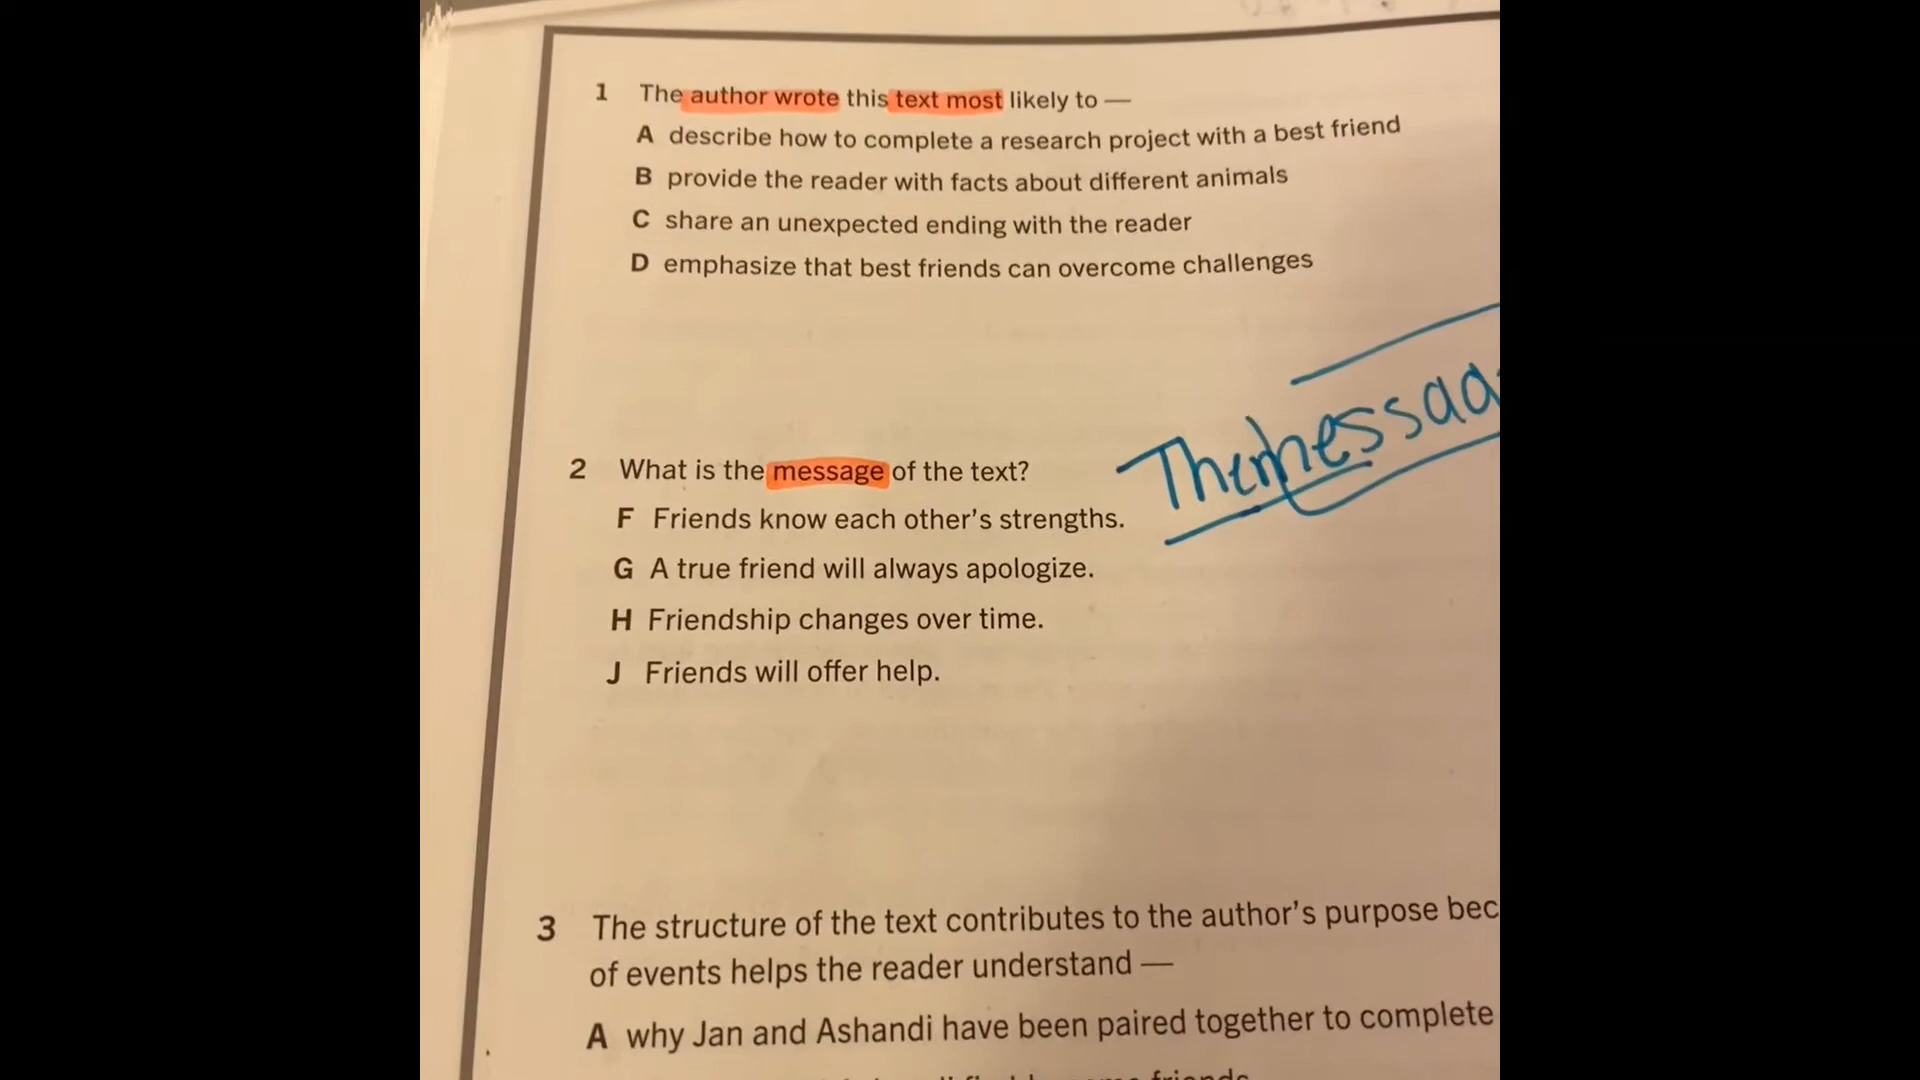 1 The author wrote this text most likely to —
A describe how to complete a research project with a best friend
B provide the reader with facts about different animals
C share an unexpected ending with the reader
D emphasize that best friends can overcome challenges
2 What is the message of the text?
F Friends know each other's strengths.
G A true friend will always apologize.
H Friendship changes over time.
J Friends will offer help.
3 The structure of the text contributes to the author's purpose bec
of events helps the reader understand —
A why Jan and Ashandi have been paired together to complete
friends